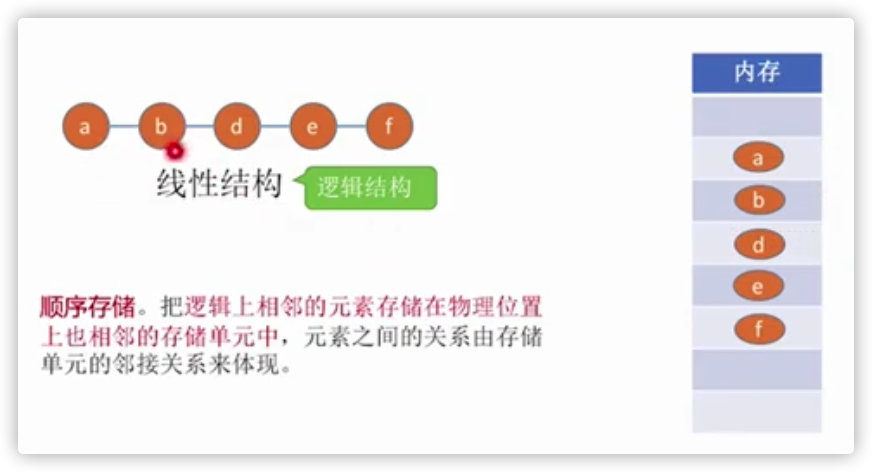 内存
a b d e f
线性结构
逻辑结构
顺序存储。把逻辑上相邻的元素存储在物理位置
上也相邻的存储单元中，元素之间的关系由存储
单元的邻接关系来体现。
a
b
d
e
f